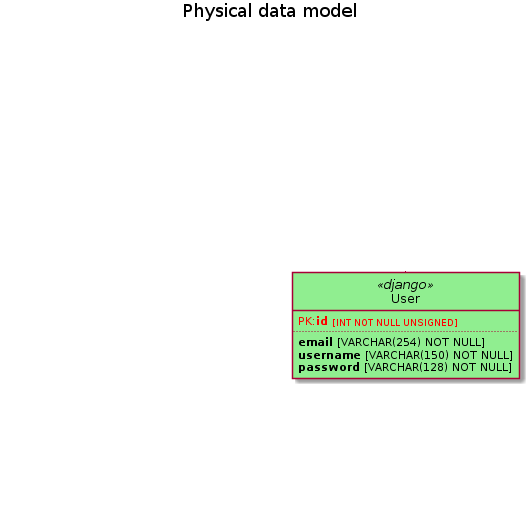 Physical data model
«django»
User
PK:id [INT NOT NULL UNSIGNED]
email [VARCHAR(254) NOT NULL]
username [VARCHAR(150) NOT NULL]
password [VARCHAR(128) NOT NULL]